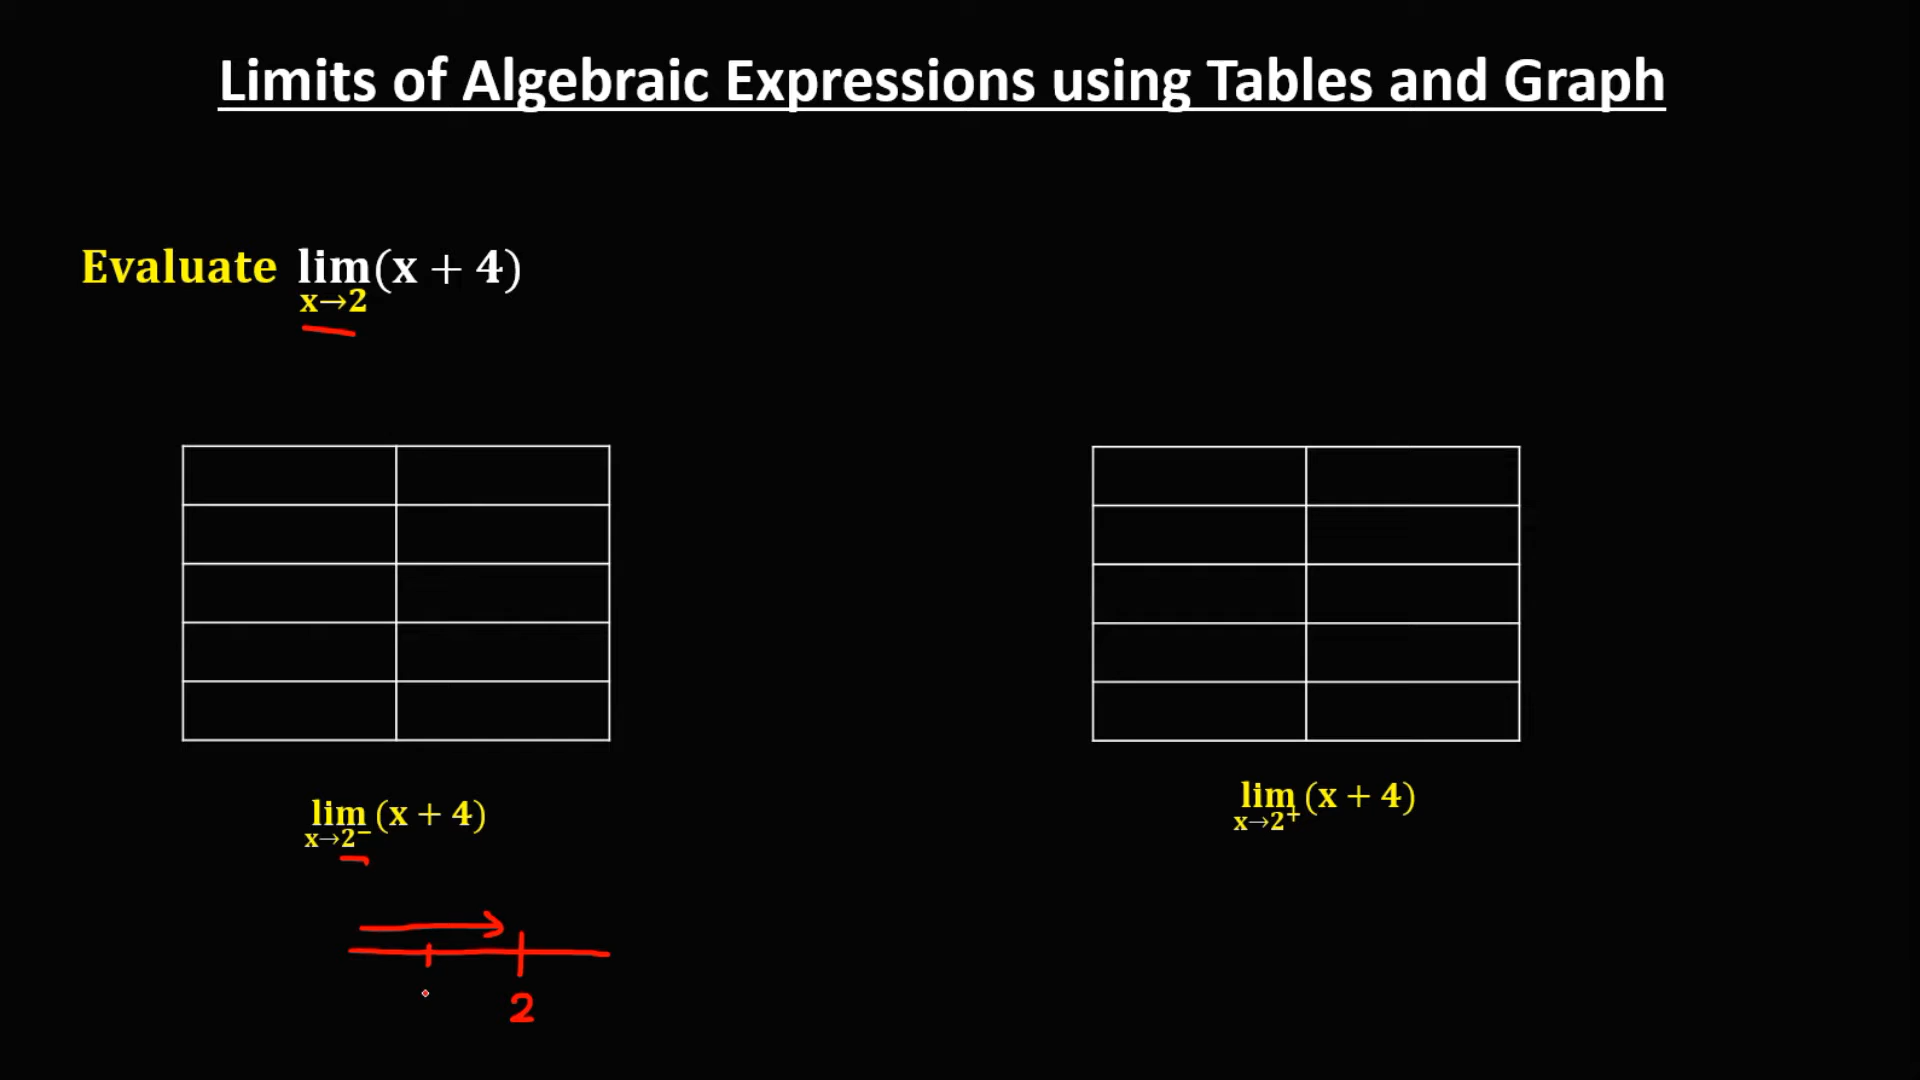 Limits of Algebraic Expressions using Tables and Graph
Evaluate lim(x + 4)
x→2
lim (x + 4)
x→2⁻
lim (x + 4)
x→2⁺
2